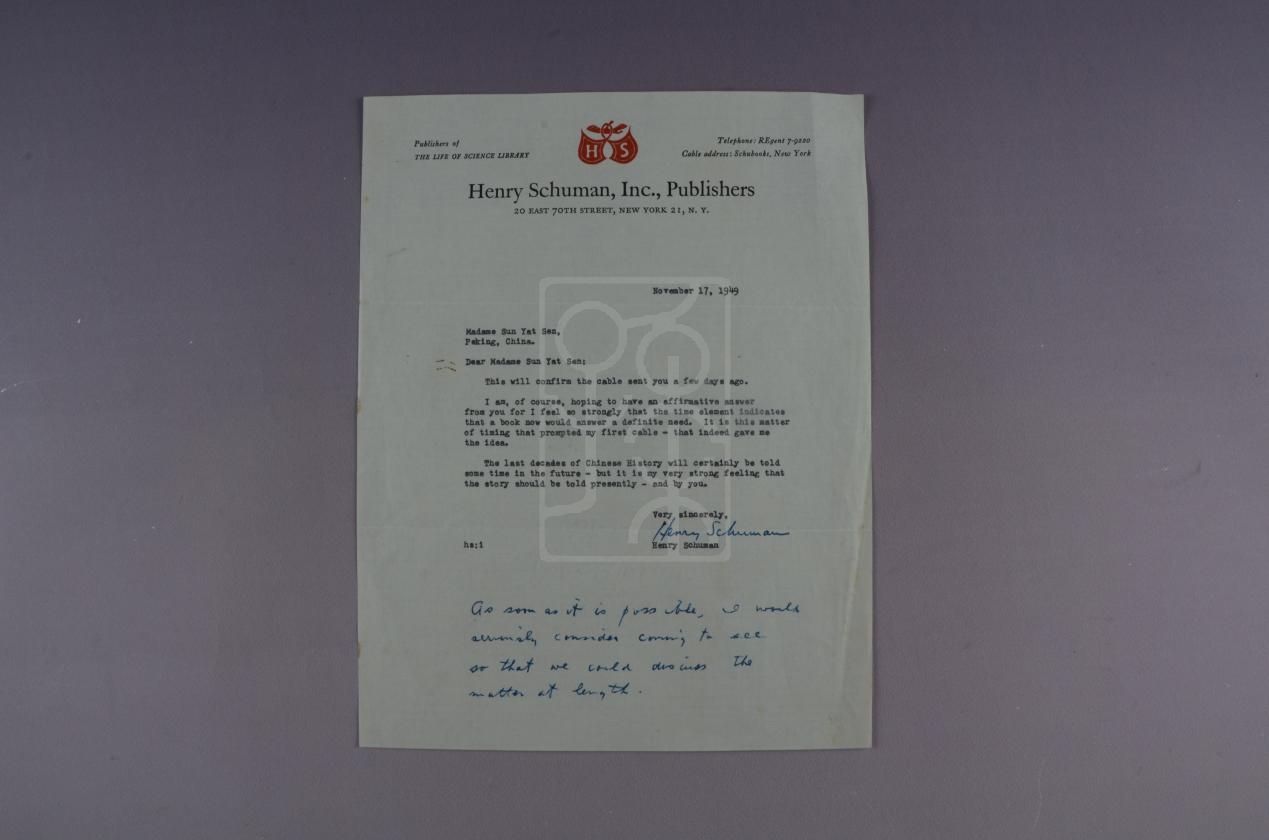 Publishers of
THE LIFE OF SCIENCE LIBRARY
H S
Telephone: REgent 7-9220
Cable address: Schubooks, New York
Henry Schuman, Inc., Publishers
20 EAST 70TH STREET, NEW YORK 21, N. Y.
November 17, 1949
Madame Sun Yat Sen,
Peking, China.
Dear Madame Sun Yat Sen:
This will confirm the cable sent you a few days ago.
I am, of course, hoping to have an affirmative answer
from you for I feel so strongly that the time element indicates
that a book now would answer a definite need. It is this matter
of timing that prompted my first cable - that indeed gave me
the idea.
The last decades of Chinese History will certainly be told
some time in the future - but it is my very strong feeling that
the story should be told presently - and by you.
Very sincerely,
Henry Schuman
hs:i
Henry Schuman
As soon as it is possible, I would
seriously consider coming to see
so that we could discuss the
matter at length.